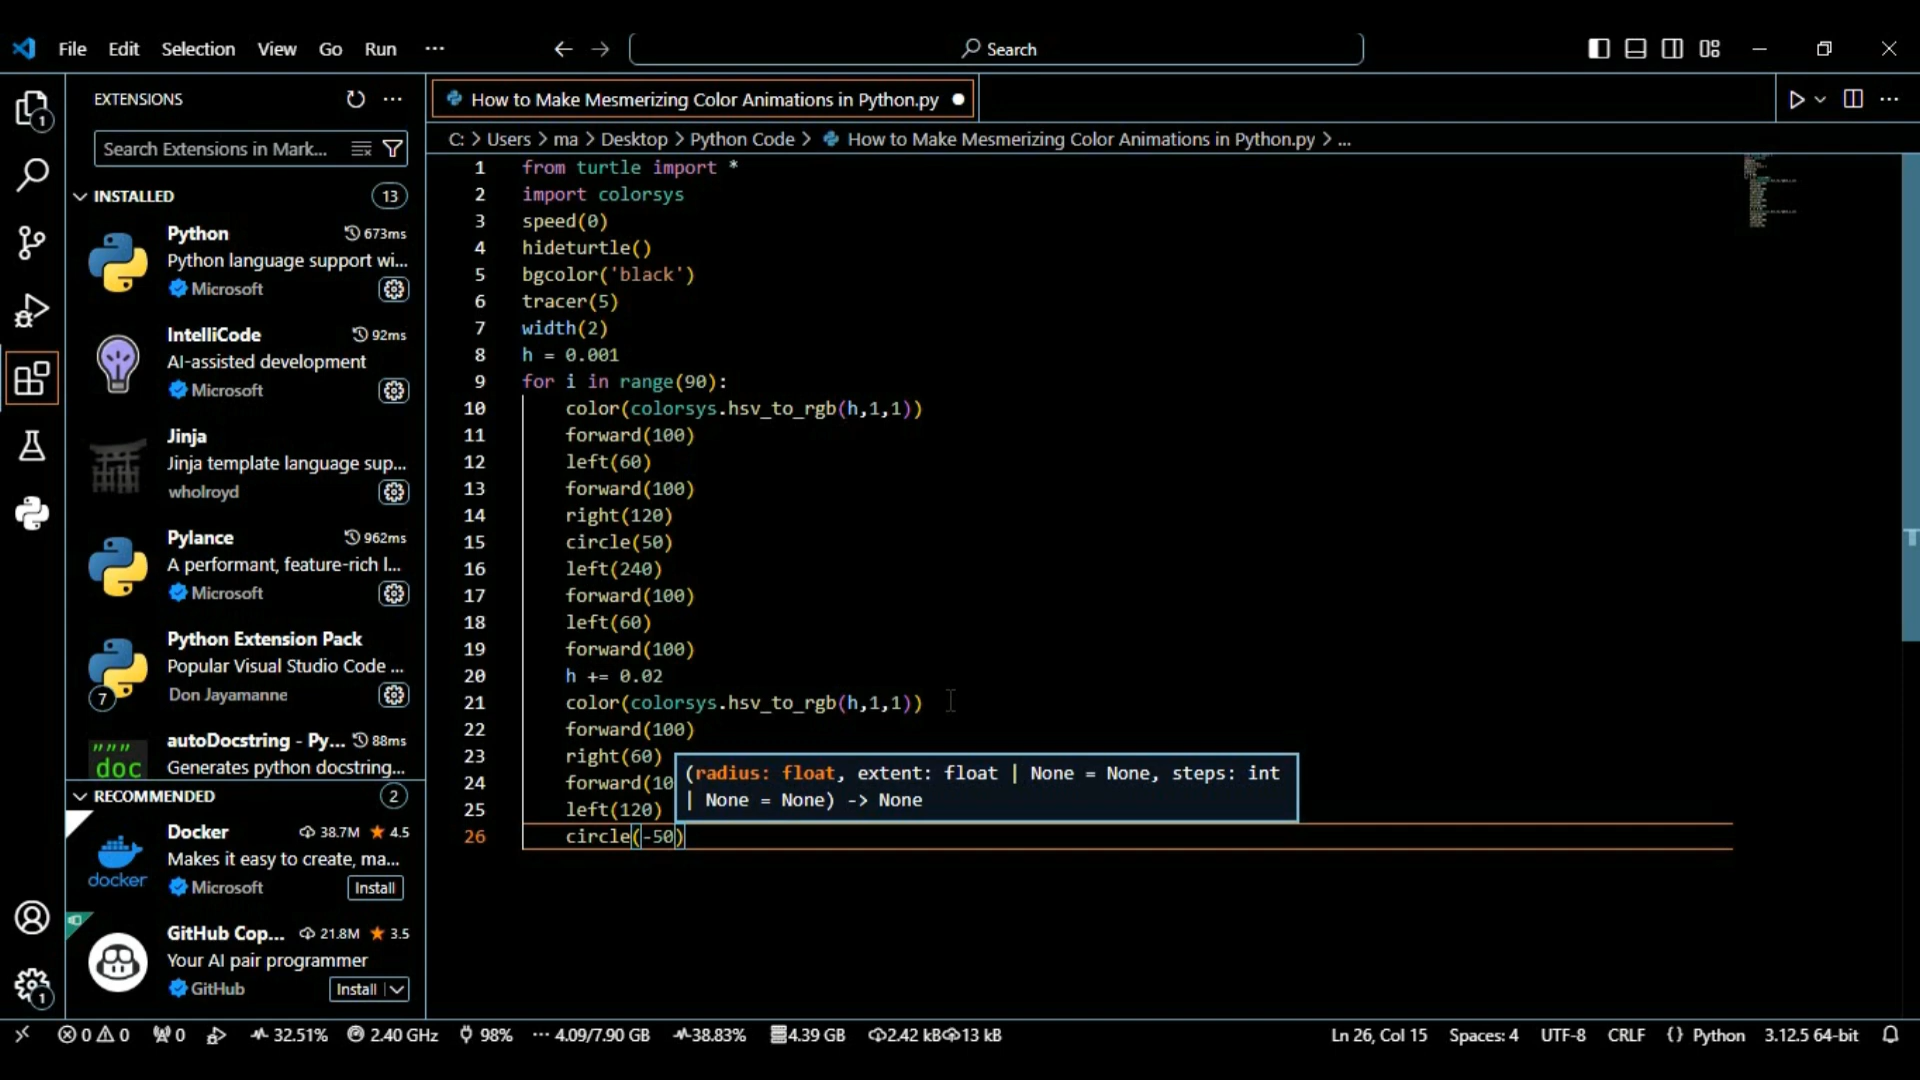 File Edit Selection View Go Run ···
Search
EXTENSIONS
Search Extensions in Mark...
INSTALLED 13
Python 673ms
Python language support wi...
Microsoft
IntelliCode 92ms
AI-assisted development
Microsoft
Jinja
Jinja template language sup...
wholroyd
Pylance 962ms
A performant, feature-rich l...
Microsoft
Python Extension Pack
Popular Visual Studio Code ...
7 Don Jayamanne
autoDocstring - Py... 88ms
Generates python docstring...
""" doc
RECOMMENDED 2
Docker 38.7M 4.5
Makes it easy to create, ma...
docker Microsoft Install
GitHub Cop... 21.8M 3.5
Your AI pair programmer
GitHub Install
1
1
How to Make Mesmerizing Color Animations in Python.py
C: > Users > ma > Desktop > Python Code > How to Make Mesmerizing Color Animations in Python.py > ...
1 from turtle import *
2 import colorsys
3 speed(0)
4 hideturtle()
5 bgcolor('black')
6 tracer(5)
7 width(2)
8 h = 0.001
9 for i in range(90):
10 color(colorsys.hsv_to_rgb(h,1,1))
11 forward(100)
12 left(60)
13 forward(100)
14 right(120)
15 circle(50)
16 left(240)
17 forward(100)
18 left(60)
19 forward(100)
20 h += 0.02
21 color(colorsys.hsv_to_rgb(h,1,1))
22 forward(100)
23 right(60)
24 forward(10
25 left(120)
26 circle(-50)
(radius: float, extent: float | None = None, steps: int
| None = None) -> None
0 0 0 32.51% 2.40 GHz 98% ··· 4.09/7.90 GB 38.83% 4.39 GB 2.42 kB 13 kB Ln 26, Col 15 Spaces: 4 UTF-8 CRLF {} Python 3.12.5 64-bit